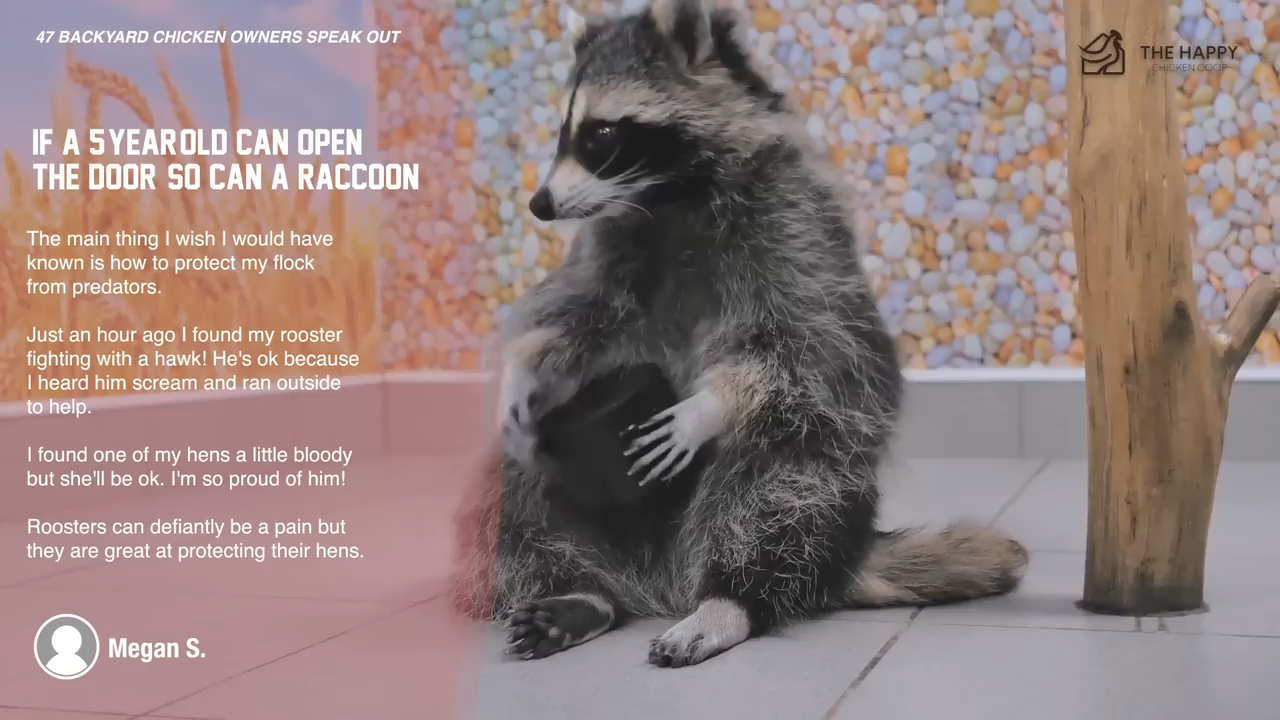 47 BACKYARD CHICKEN OWNERS SPEAK OUT
THE HAPPY
CHICKEN COOP
IF A 5 YEAR OLD CAN OPEN
THE DOOR SO CAN A RACCOON
The main thing I wish I would have
known is how to protect my flock
from predators.
Just an hour ago I found my rooster
fighting with a hawk! He's ok because
I heard him scream and ran outside
to help.
I found one of my hens a little bloody
but she'll be ok. I'm so proud of him!
Roosters can defiantly be a pain but
they are great at protecting their hens.
Megan S.